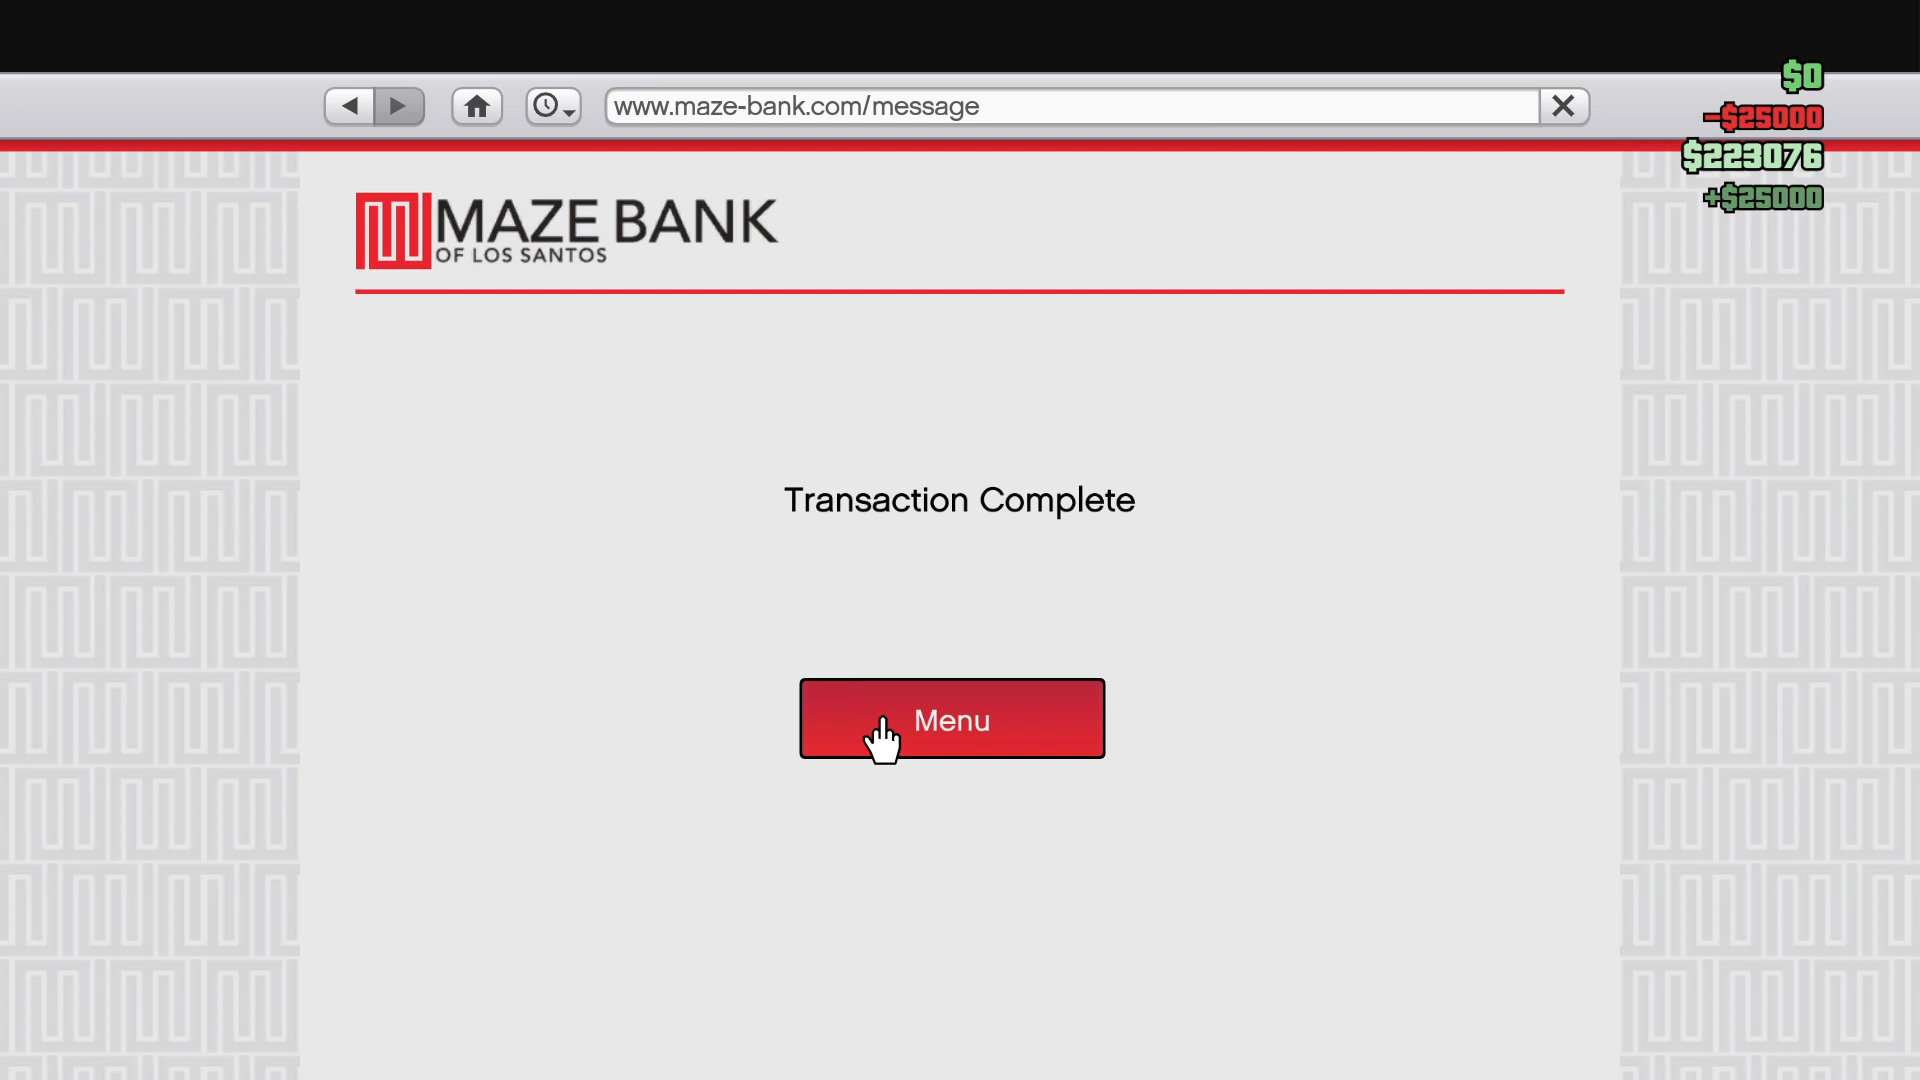 www.maze-bank.com/message
$0
-$25000
$223076
+$25000
MAZE BANK
OF LOS SANTOS
Transaction Complete
Menu